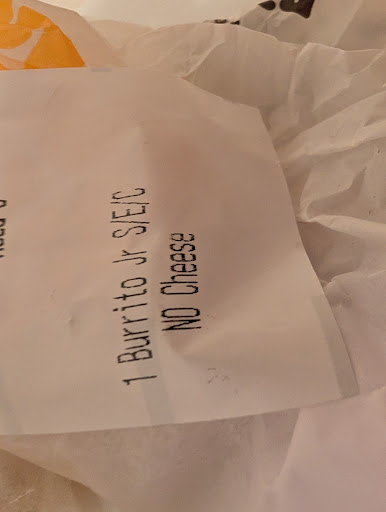 1 Burrito Jr S/E/C
NO Cheese